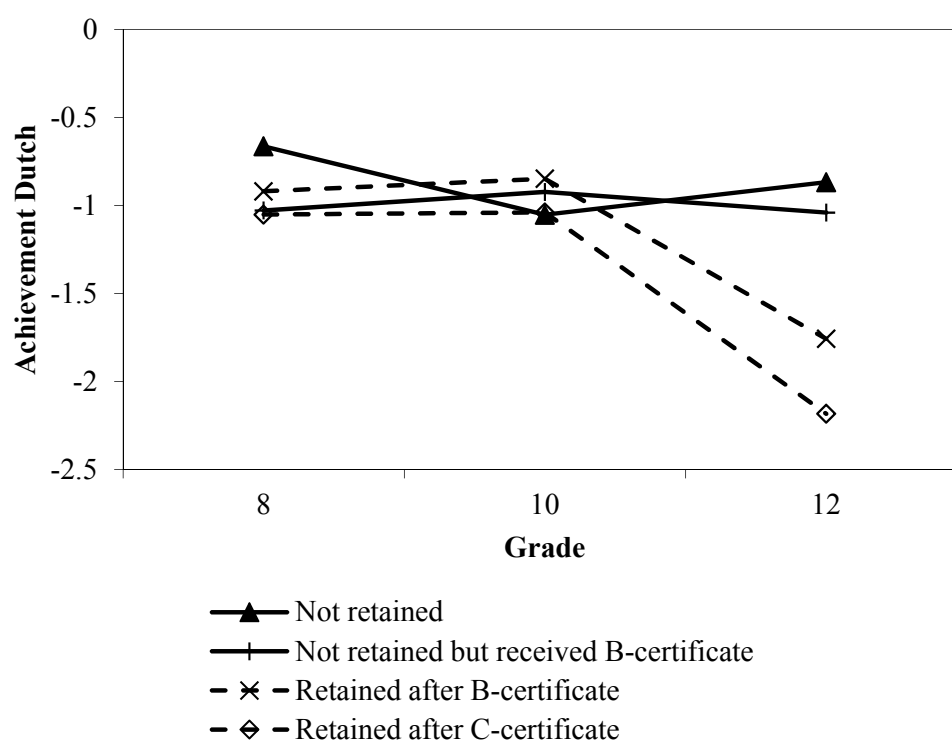 0
-0.5
-1
-1.5
-2
-2.5
Achievement Dutch
8 10 12
Grade
Not retained
Not retained but received B-certificate
Retained after B-certificate
Retained after C-certificate